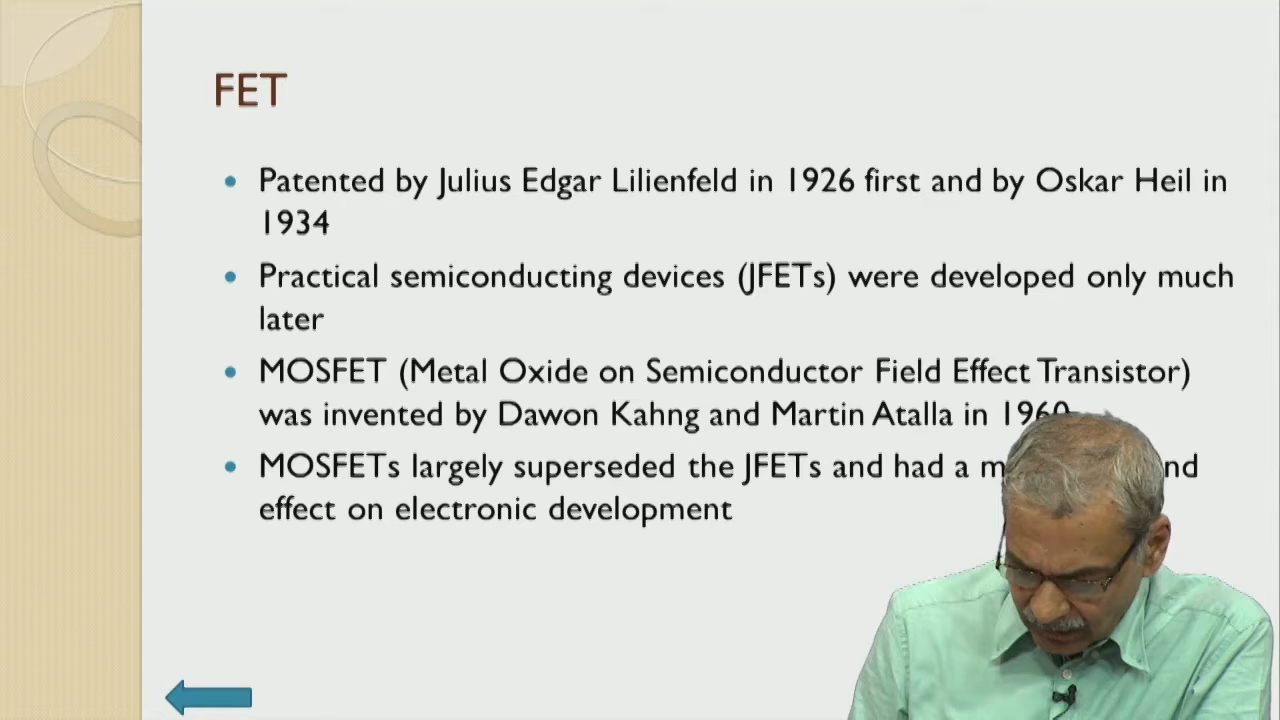 FET
Patented by Julius Edgar Lilienfeld in 1926 first and by Oskar Heil in
1934
Practical semiconducting devices (JFETs) were developed only much
later
MOSFET (Metal Oxide on Semiconductor Field Effect Transistor)
was invented by Dawon Kahng and Martin Atalla in 1960
MOSFETs largely superseded the JFETs and had a
effect on electronic development